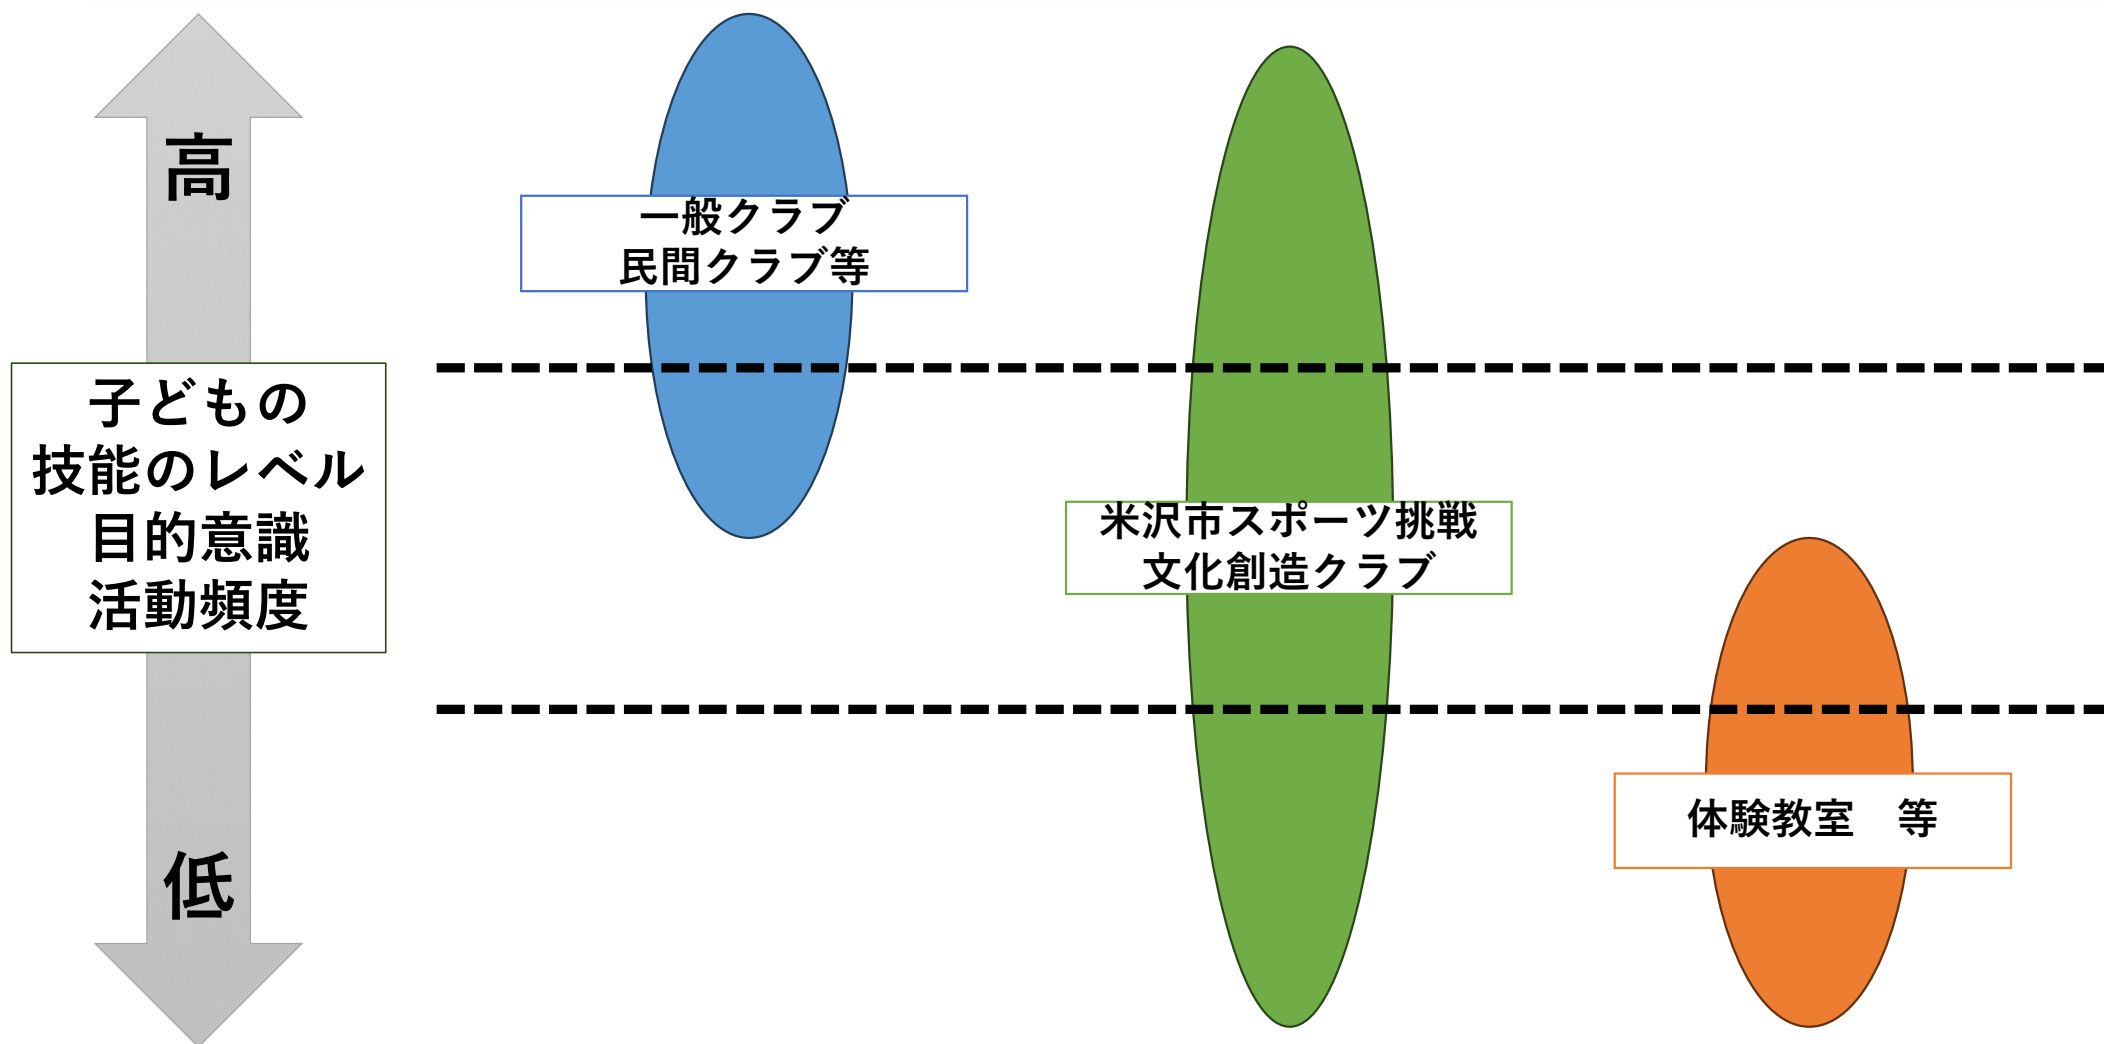 高
子どもの
技能のレベル
目的意識
活動頻度
低
一般クラブ
民間クラブ等
米沢市スポーツ挑戦
文化創造クラブ
体験教室　等